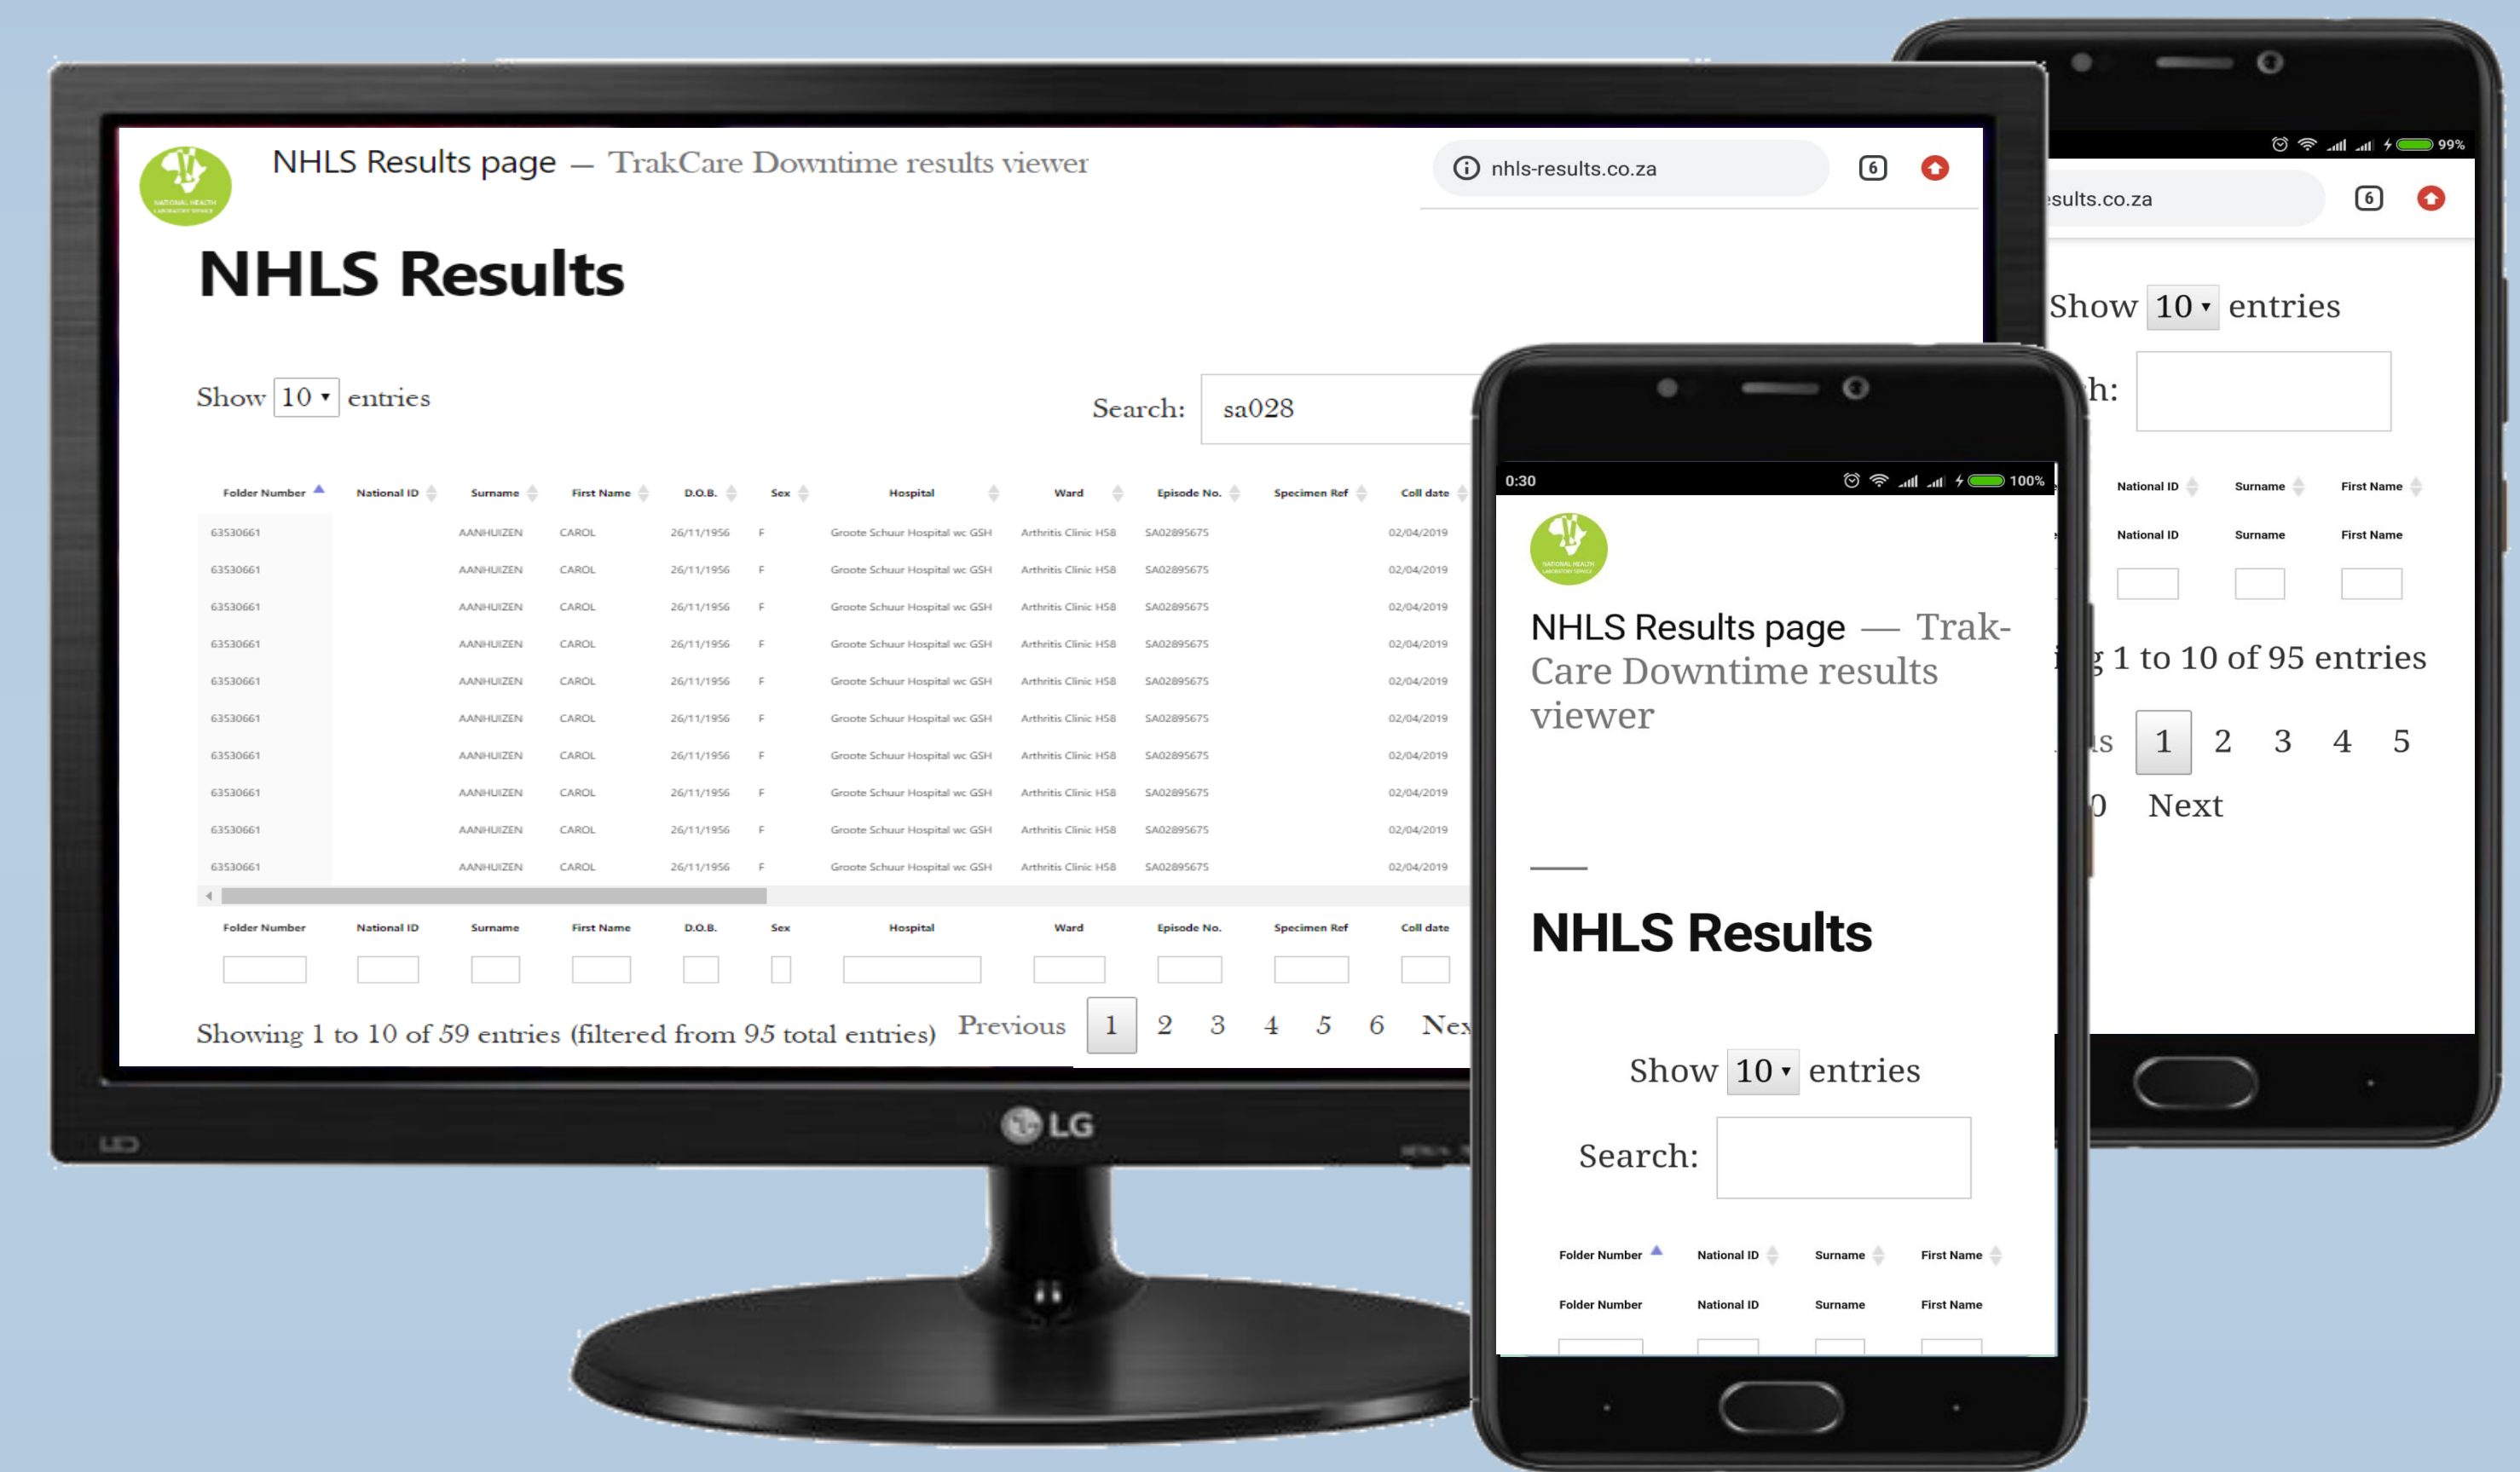 NATIONAL HEALTH
LABORATORY SERVICE
NHLS Results page — TrakCare Downtime results viewer
nhls-results.co.za
6
NHLS Results
Show 10 entries
Search: sa028
Folder Number National ID Surname First Name D.O.B. Sex Hospital Ward Episode No. Specimen Ref Coll date
63530661 AANHUIZEN CAROL 26/11/1956 F Groote Schuur Hospital wc GSH Arthritis Clinic H58 SA02895675 02/04/2019
63530661 AANHUIZEN CAROL 26/11/1956 F Groote Schuur Hospital wc GSH Arthritis Clinic H58 SA02895675 02/04/2019
63530661 AANHUIZEN CAROL 26/11/1956 F Groote Schuur Hospital wc GSH Arthritis Clinic H58 SA02895675 02/04/2019
63530661 AANHUIZEN CAROL 26/11/1956 F Groote Schuur Hospital wc GSH Arthritis Clinic H58 SA02895675 02/04/2019
63530661 AANHUIZEN CAROL 26/11/1956 F Groote Schuur Hospital wc GSH Arthritis Clinic H58 SA02895675 02/04/2019
63530661 AANHUIZEN CAROL 26/11/1956 F Groote Schuur Hospital wc GSH Arthritis Clinic H58 SA02895675 02/04/2019
63530661 AANHUIZEN CAROL 26/11/1956 F Groote Schuur Hospital wc GSH Arthritis Clinic H58 SA02895675 02/04/2019
63530661 AANHUIZEN CAROL 26/11/1956 F Groote Schuur Hospital wc GSH Arthritis Clinic H58 SA02895675 02/04/2019
63530661 AANHUIZEN CAROL 26/11/1956 F Groote Schuur Hospital wc GSH Arthritis Clinic H58 SA02895675 02/04/2019
63530661 AANHUIZEN CAROL 26/11/1956 F Groote Schuur Hospital wc GSH Arthritis Clinic H58 SA02895675 02/04/2019
Folder Number National ID Surname First Name D.O.B. Sex Hospital Ward Episode No. Specimen Ref Coll date
Showing 1 to 10 of 59 entries (filtered from 95 total entries) Previous 1 2 3 4 5 6 Nex
LG
LED
0:30 100%
NATIONAL HEALTH
LABORATORY SERVICE
NHLS Results page — Trak-
Care Downtime results
viewer
NHLS Results
Show 10 entries
Search:
Folder Number National ID Surname First Name
Folder Number National ID Surname First Name
99%
esults.co.za 6
Show 10 entries
h:
National ID Surname First Name
National ID Surname First Name
g 1 to 10 of 95 entries
us 1 2 3 4 5
0 Next